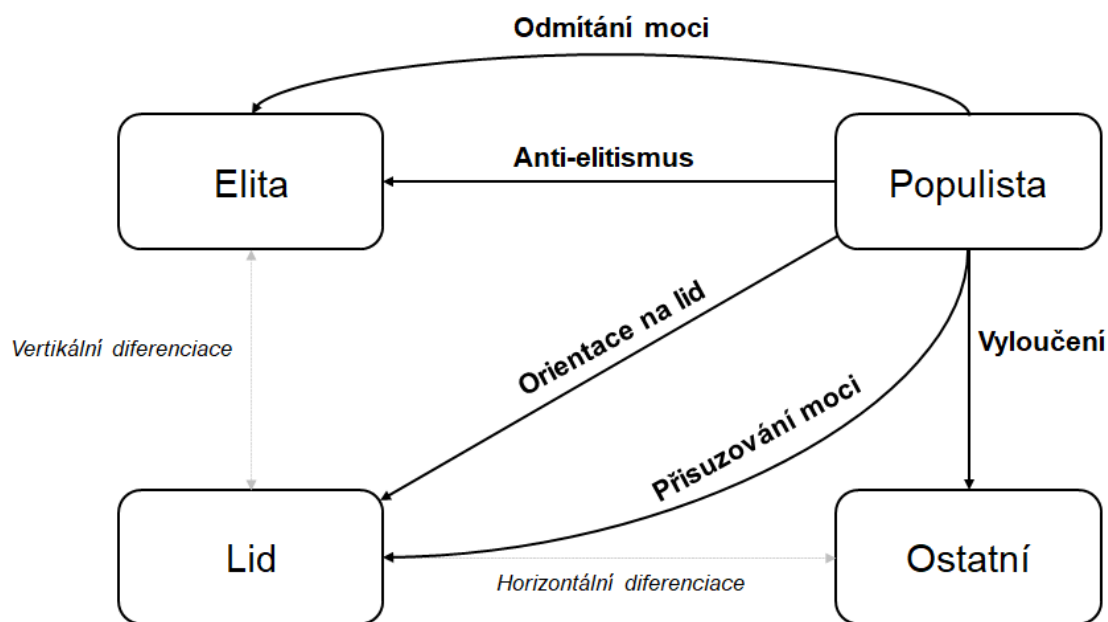 Odmítání moci
Elita
Anti-elitismus
Populista
Vertikální diferenciace
Orientace na lid
Vyloučení
Přisuzování moci
Lid
Horizontální diferenciace
Ostatní